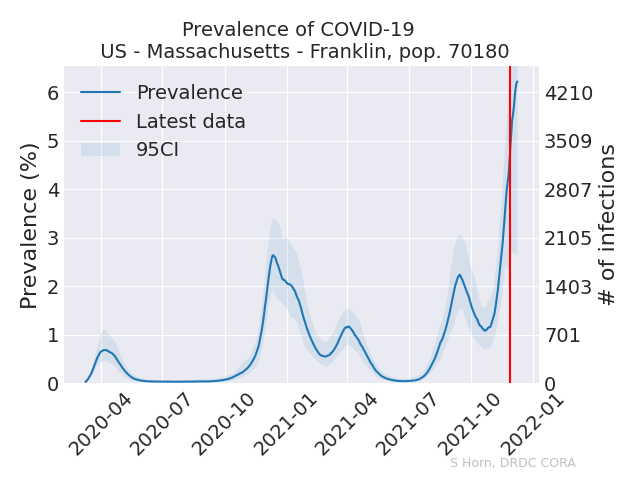 Prevalence of COVID-19
US - Massachusetts - Franklin, pop. 70180
Prevalence
Latest data
95CI
Prevalence (%)
6
5
4
3
2
1
0
4210
3509
2807
2105
1403
701
0
# of infections
2020-04
2020-07
2020-10
2021-01
2021-04
2021-07
2021-10
2022-01
S Horn, DRDC CORA